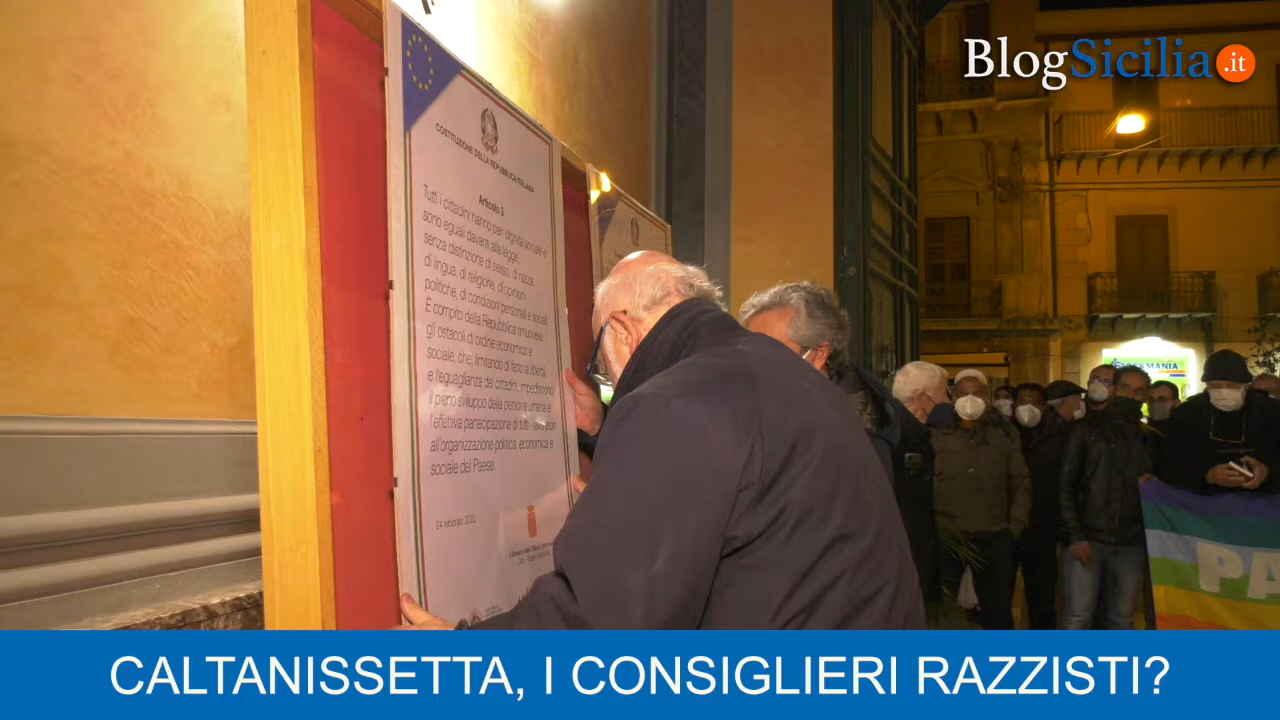 BlogSicilia.it
COSTITUZIONE DELLA REPUBBLICA ITALIANA
Articolo 3
Tutti i cittadini hanno pari dignità sociale e
sono eguali davanti alla legge,
senza distinzione di sesso, di razza,
di lingua, di religione, di opinioni
politiche, di condizioni personali e sociali
È compito della Repubblica rimuovere
gli ostacoli di ordine economico e
sociale, che, limitando di fatto la libertà
e l'eguaglianza dei cittadini, impediscono
il pieno sviluppo della persona umana e
l'effettiva partecipazione di tutti i lavoratori
all'organizzazione politica, economica e
sociale del Paese.
24 febbraio 2022
PA
CALTANISSETTA, I CONSIGLIERI RAZZISTI?